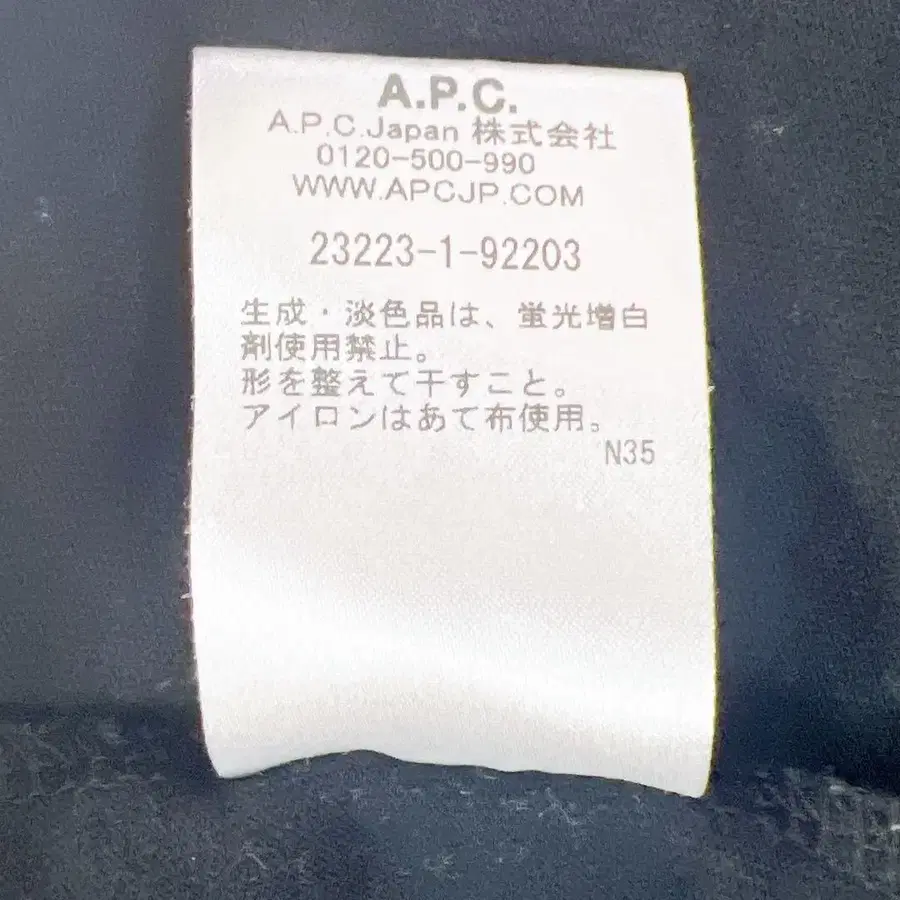 A.P.C.
A.P.C.Japan 株式会社
0120-500-990
WWW.APCJP.COM
23223-1-92203
生成・淡色品は、蛍光増白
剤使用禁止。
形を整えて干すこと。
アイロンはあて布使用。
N35